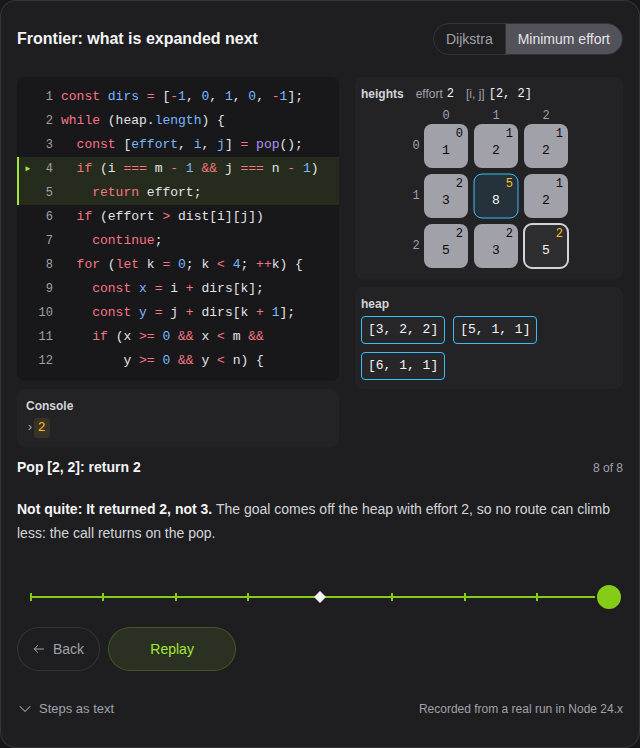 Frontier: what is expanded next
Dijkstra
Minimum effort
1 const dirs = [-1, 0, 1, 0, -1];
2 while (heap.length) {
3 const [effort, i, j] = pop();
▸ 4 if (i === m - 1 && j === n - 1)
5 return effort;
6 if (effort > dist[i][j])
7 continue;
8 for (let k = 0; k < 4; ++k) {
9 const x = i + dirs[k];
10 const y = j + dirs[k + 1];
11 if (x >= 0 && x < m &&
12 y >= 0 && y < n) {
Console
› 2
heights effort 2 [i, j] [2, 2]
0 1 2
0 1 1
0 1 2 2
2 5 1
1 3 8 2
2 2 2
2 5 3 5
heap
[3, 2, 2] [5, 1, 1]
[6, 1, 1]
Pop [2, 2]: return 2
8 of 8
Not quite: It returned 2, not 3. The goal comes off the heap with effort 2, so no route can climb
less: the call returns on the pop.
← Back
Replay
Steps as text
Recorded from a real run in Node 24.x